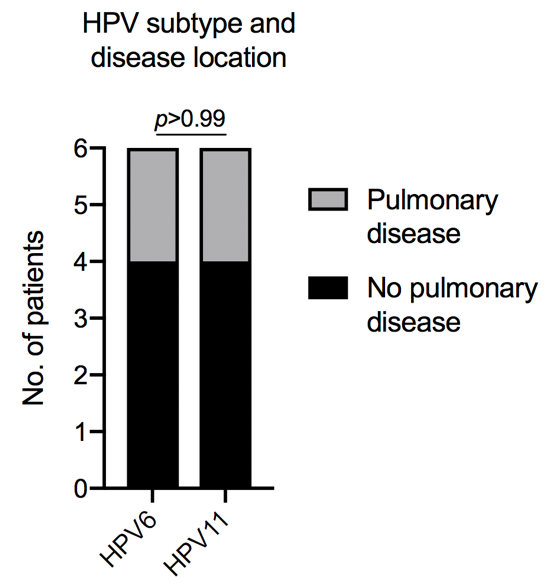 HPV subtype and
disease location
p>0.99
6
5
4
3
2
1
0
No. of patients
HPV6
HPV11
Pulmonary
disease
No pulmonary
disease